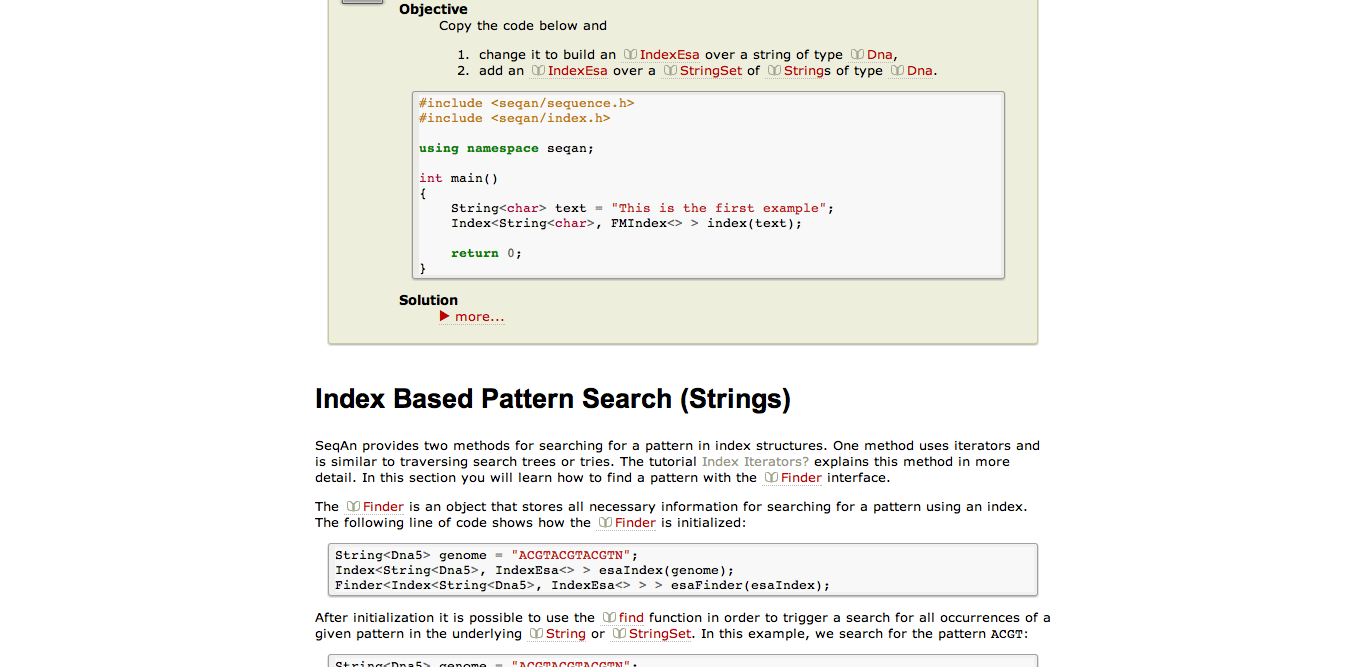 Objective
Copy the code below and
1. change it to build an IndexEsa over a string of type Dna,
2. add an IndexEsa over a StringSet of Strings of type Dna.
#include <seqan/sequence.h>
#include <seqan/index.h>
using namespace seqan;
int main()
{
    String<char> text = "This is the first example";
    Index<String<char>, FMIndex<> > index(text);
    return 0;
}
Solution
more...
Index Based Pattern Search (Strings)
SeqAn provides two methods for searching for a pattern in index structures. One method uses iterators and
is similar to traversing search trees or tries. The tutorial Index Iterators? explains this method in more
detail. In this section you will learn how to find a pattern with the Finder interface.
The Finder is an object that stores all necessary information for searching for a pattern using an index.
The following line of code shows how the Finder is initialized:
String<Dna5> genome = "ACGTACGTACGTN";
Index<String<Dna5>, IndexEsa<> > esaIndex(genome);
Finder<Index<String<Dna5>, IndexEsa<> > > esaFinder(esaIndex);
After initialization it is possible to use the find function in order to trigger a search for all occurrences of a
given pattern in the underlying String or StringSet. In this example, we search for the pattern ACGT:
String<Dna5> genome = "ACGTACGTACGTN";